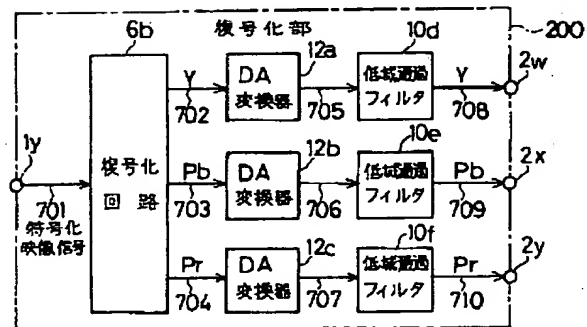 復号化部
200
6b
12a
10d
Y
DA
変換器
低域通過
フィルタ
Y
2w
702
705
708
10e
1y
復号化
回路
12b
Pb
DA
変換器
低域通過
フィルタ
Pb
2x
701
符号化
映像信号
703
706
709
12c
10f
Pr
DA
変換器
低域通過
フィルタ
Pr
2y
704
707
710